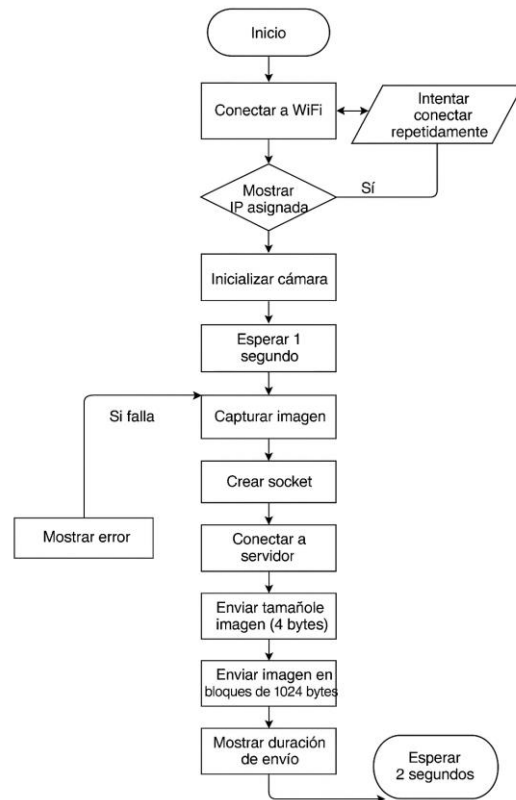 Inicio
Conectar a WiFi
Intentar
conectar
repetidamente
Mostrar
IP asignada
Sí
Inicializar cámara
Esperar 1
segundo
Si falla
Capturar imagen
Crear socket
Mostrar error
Conectar a
servidor
Enviar tamañole
imagen (4 bytes)
Enviar imagen en
bloques de 1024 bytes
Mostrar duración
de envío
Esperar
2 segundos